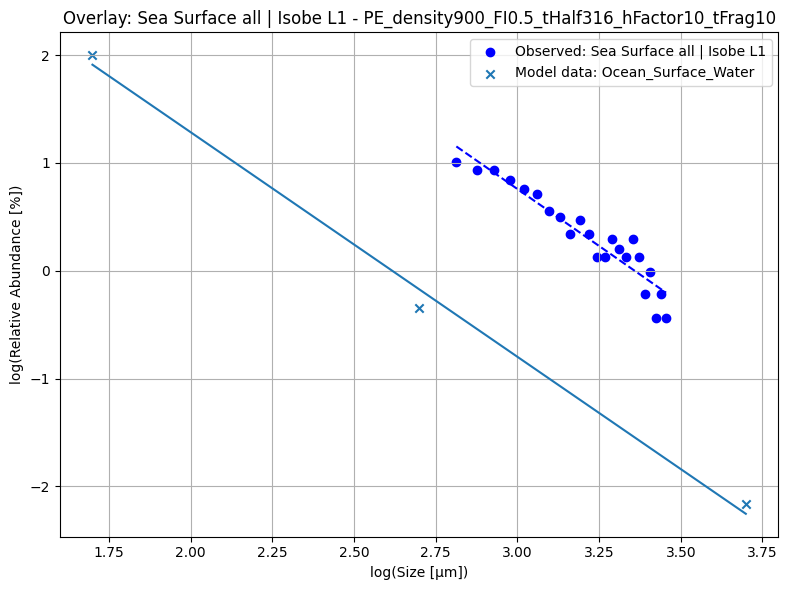 Overlay: Sea Surface all | Isobe L1 - PE_density900_FI0.5_tHalf316_hFactor10_tFrag10
Observed: Sea Surface all | Isobe L1
Model data: Ocean_Surface_Water
log(Relative Abundance [%])
2
1
0
−1
−2
1.75 2.00 2.25 2.50 2.75 3.00 3.25 3.50 3.75
log(Size [µm])